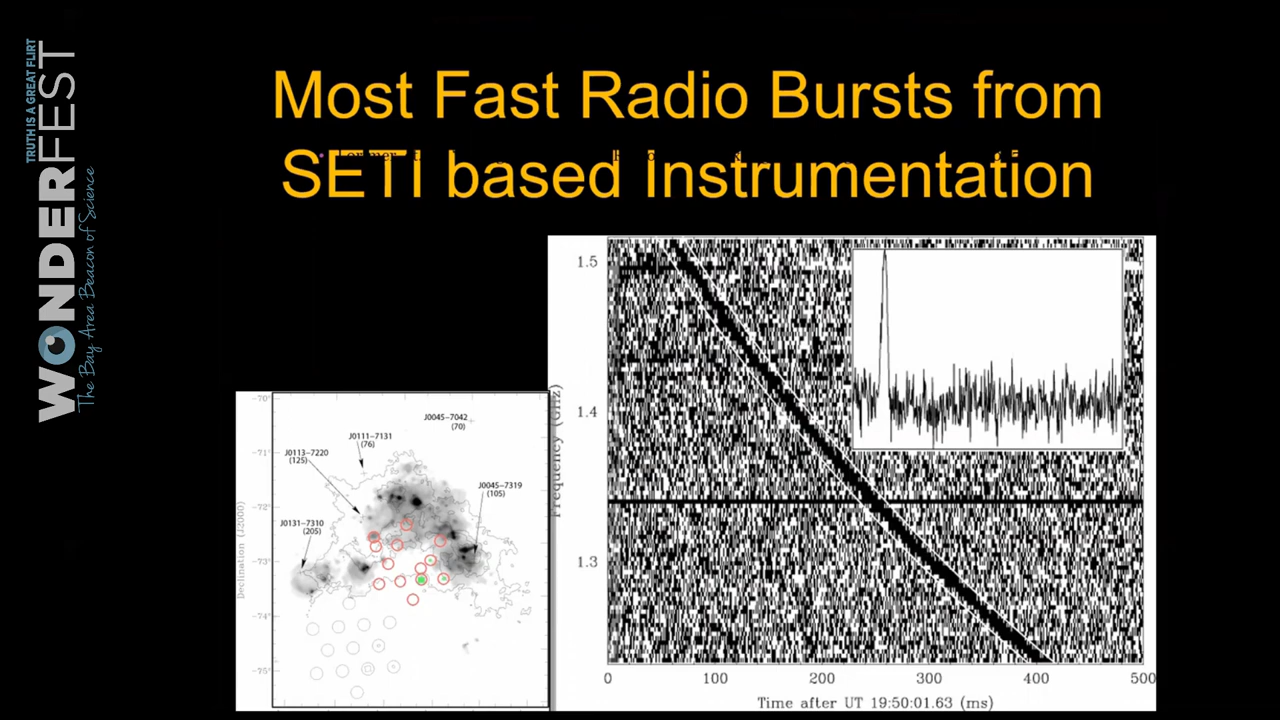 TRUTH IS A GREAT FLIRT
WONDERFEST
The Bay Area Beacon of Science
Most Fast Radio Bursts from
SETI based Instrumentation
1.5
1.4
1.3
Frequency (GHz)
0 100 200 300 400 500
Time after UT 19:50:01.63 (ms)
-70°
J0045-7042
(70)
J0111-7131
(76)
-71°
J0113-7220
(125)
J0045-7319
(105)
-72°
J0131-7310
(205)
-73°
-74°
-75°
Declination (J2000)